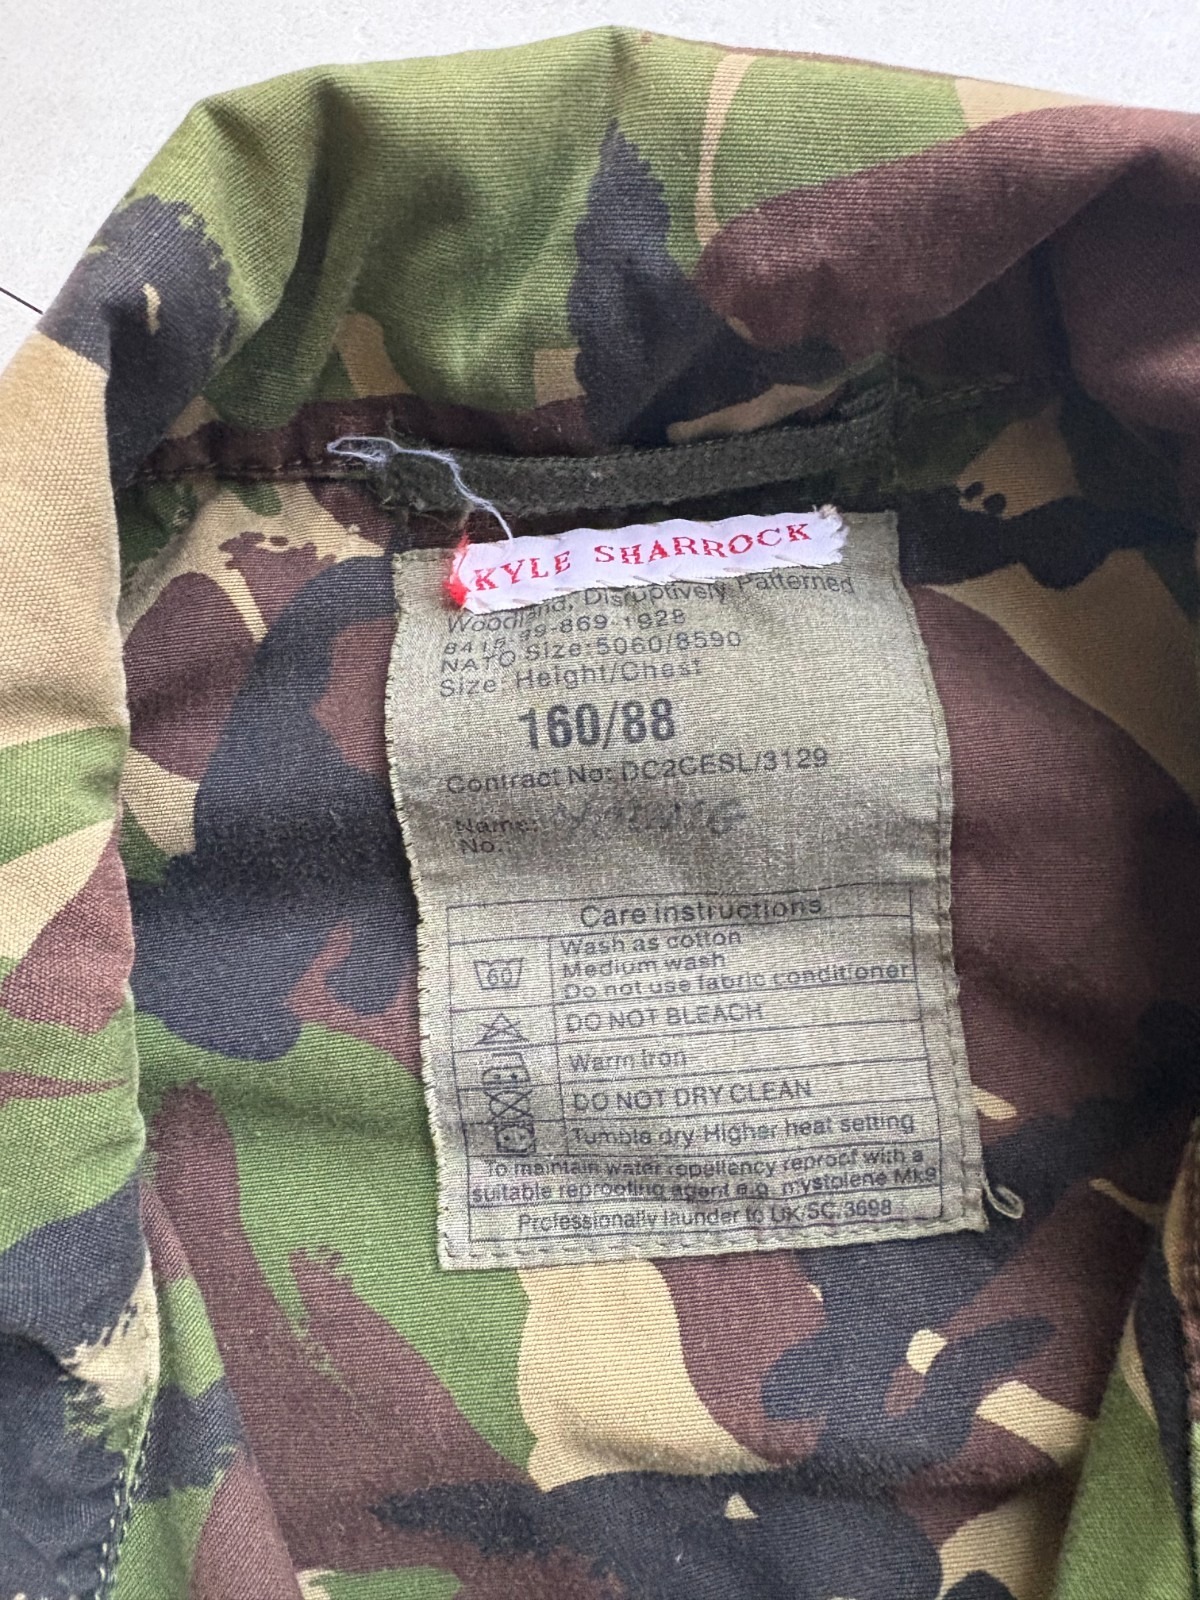 KYLE SHARROCK
Woodland, Disruptively Patterned
8415-99-869-1928
NATO Size:5060/8590
Size: Height/Chest
160/88
Contract No: DC2CESL/3129
Name:
No.:
Care instructions
60
Wash as cotton
Medium wash
Do not use fabric conditioner
DO NOT BLEACH
Warm Iron
DO NOT DRY CLEAN
Tumble dry Higher heat setting
To maintain water repellency reproof with a
suitable reproofing agent e.g. mystolene Mk9
Professionally launder to UK/SC/3698